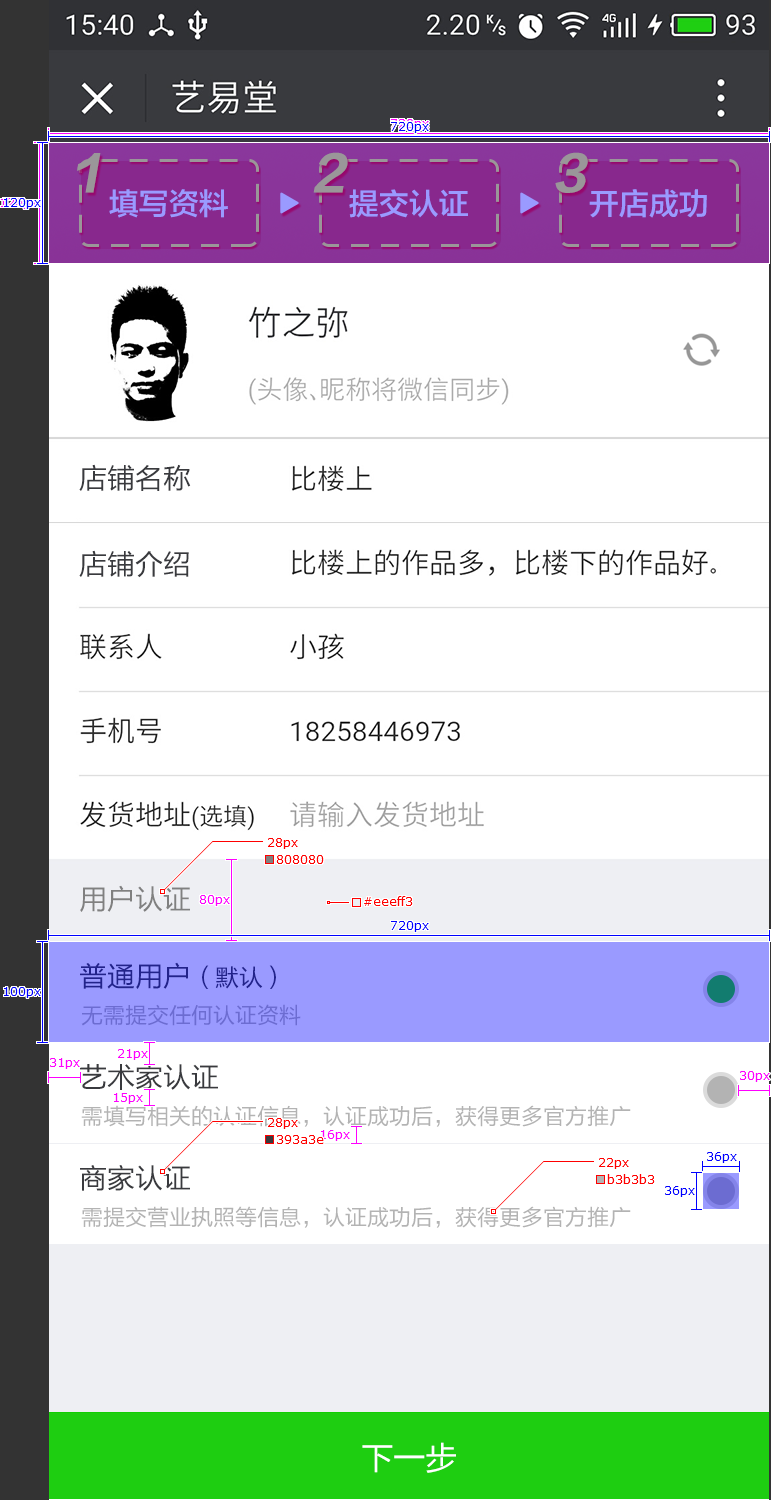 15:40 2.20 K/s 4G 93
艺易堂
720px
120px
1 2 3
填写资料 提交认证 开店成功
竹之弥
(头像、昵称将微信同步)
店铺名称 比楼上
店铺介绍 比楼上的作品多，比楼下的作品好。
联系人 小孩
手机号 18258446973
发货地址(选填) 请输入发货地址
28px
808080
用户认证 80px #eeeff3
720px
普通用户（默认）
100px
无需提交任何认证资料
21px
31px 艺术家认证 30px
15px
需填写相关的认证信息，认证成功后，获得更多官方推广
28px
393a3e 16px
36px
22px
商家认证 b3b3b3
36px
需提交营业执照等信息，认证成功后，获得更多官方推广
下一步